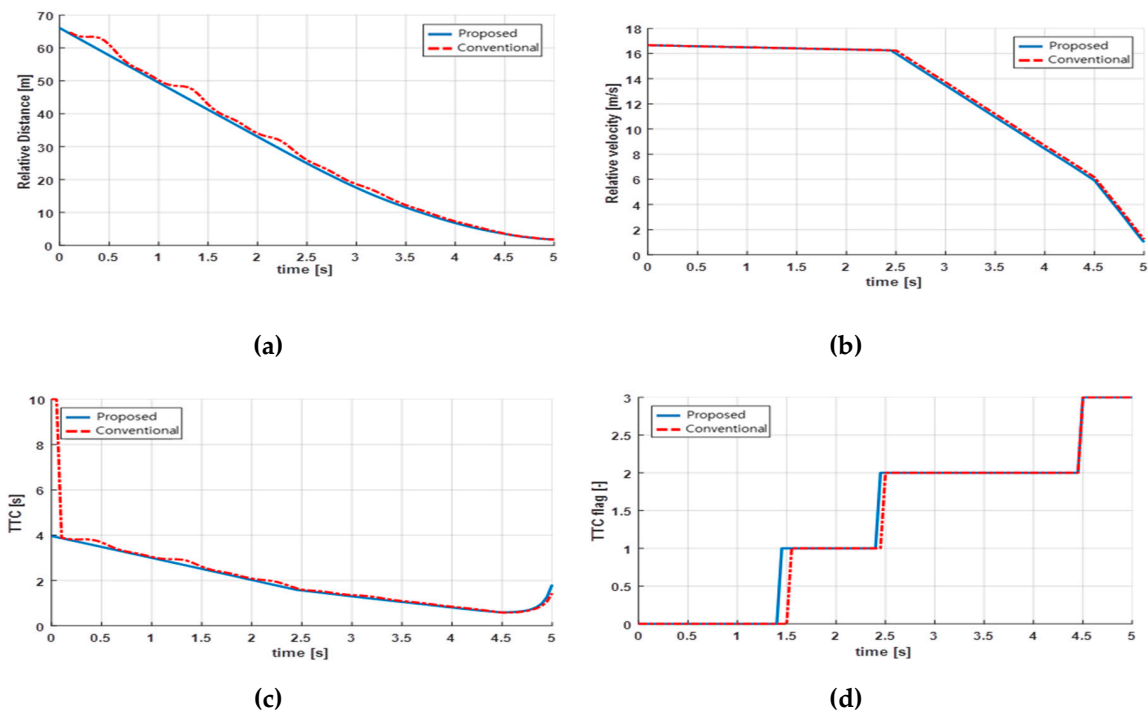 70
60
50
40
30
20
10
0
Relative Distance [m]
Proposed
Conventional
0 0.5 1 1.5 2 2.5 3 3.5 4 4.5 5
time [s]
(a)
18
16
14
12
10
8
6
4
2
0
Relative velocity [m/s]
Proposed
Conventional
0 0.5 1 1.5 2 2.5 3 3.5 4 4.5 5
time [s]
(b)
10
8
6
4
2
0
TTC [s]
Proposed
Conventional
0 0.5 1 1.5 2 2.5 3 3.5 4 4.5 5
time [s]
(c)
3
2.5
2
1.5
1
0.5
0
TTC flag [-]
Proposed
Conventional
0 0.5 1 1.5 2 2.5 3 3.5 4 4.5 5
time [s]
(d)